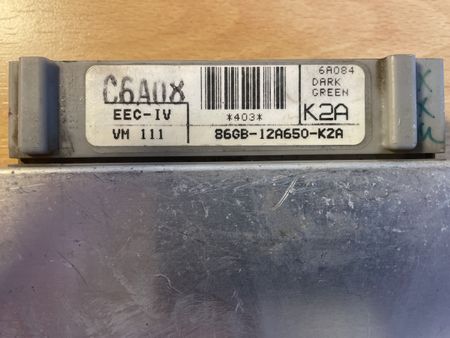 C6A08
EEC-IV
VM 111
*403*
86GB-12A650-K2A
6A084
DARK
GREEN
K2A